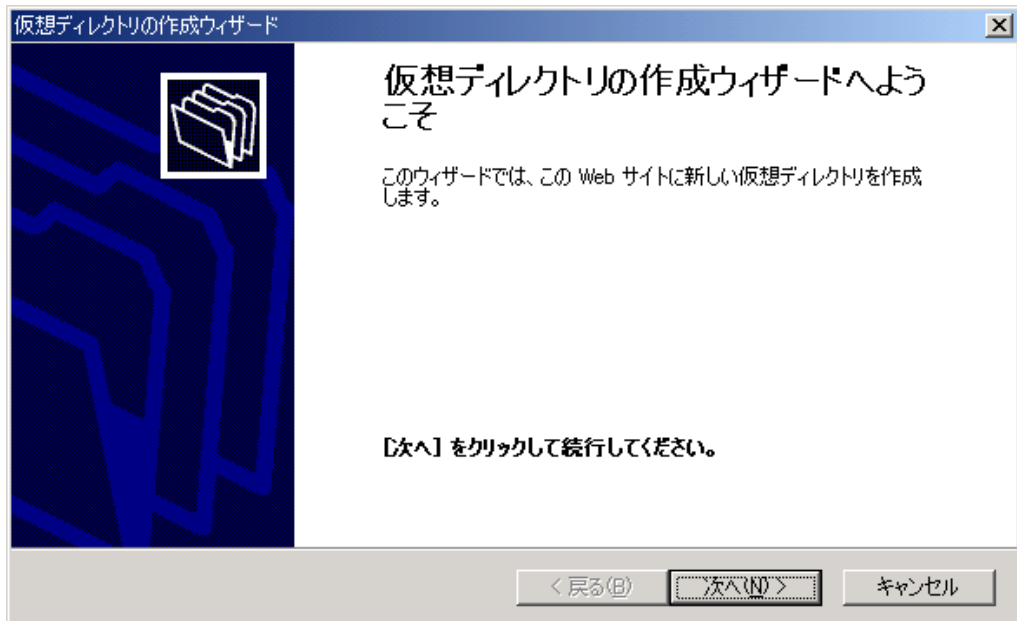 仮想ディレクトリの作成ウィザード
仮想ディレクトリの作成ウィザードへよう
こそ
このウィザードでは、この Web サイトに新しい仮想ディレクトリを作成
します。
[次へ] をクリックして続行してください。
< 戻る(B) 次へ(N) > キャンセル